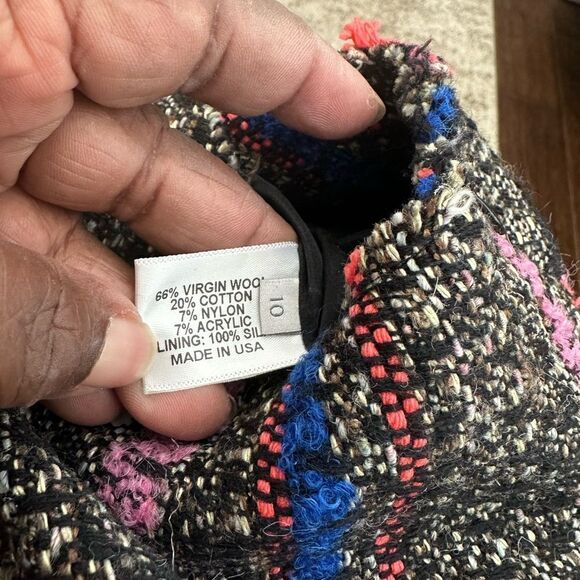 66% VIRGIN WOO
20% COTTON
7% NYLON
7% ACRYLIC
LINING: 100% SIL
MADE IN USA
10